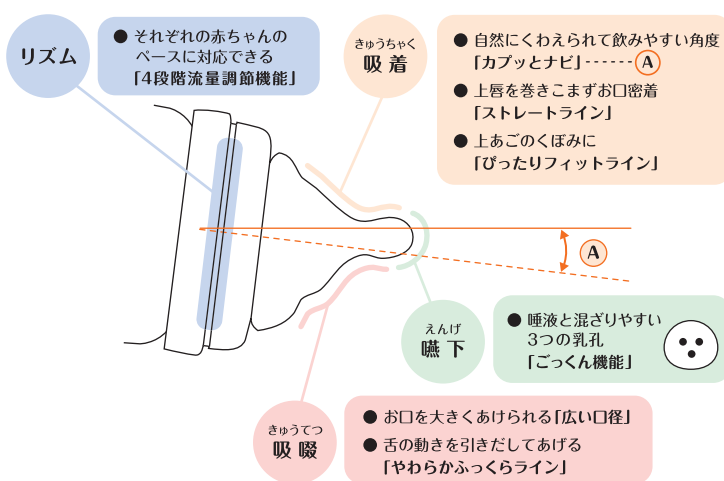 リズム
● それぞれの赤ちゃんの
ペースに対応できる
「4段階流量調節機能」
きゅうちゃく
吸着
● 自然にくわえられて飲みやすい角度
「カプッとナビ」------ A
● 上唇を巻きこまずお口密着
「ストレートライン」
● 上あごのくぼみに
「ぴったりフィットライン」
A
えんげ
嚥下
● 唾液と混ざりやすい
3つの乳孔
「ごっくん機能」
きゅうてつ
吸啜
● お口を大きくあけられる「広い口径」
● 舌の動きを引きだしてあげる
「やわらかふっくらライン」